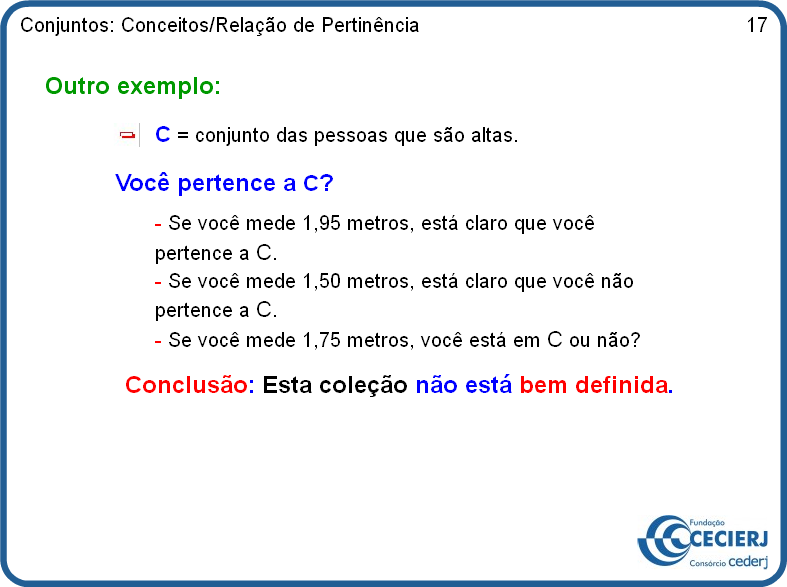 Conjuntos: Conceitos/Relação de Pertinência 17
Outro exemplo:
C = conjunto das pessoas que são altas.
Você pertence a C?
- Se você mede 1,95 metros, está claro que você
pertence a C.
- Se você mede 1,50 metros, está claro que você não
pertence a C.
- Se você mede 1,75 metros, você está em C ou não?
Conclusão: Esta coleção não está bem definida.
Fundação
CECIERJ
Consórcio cederj